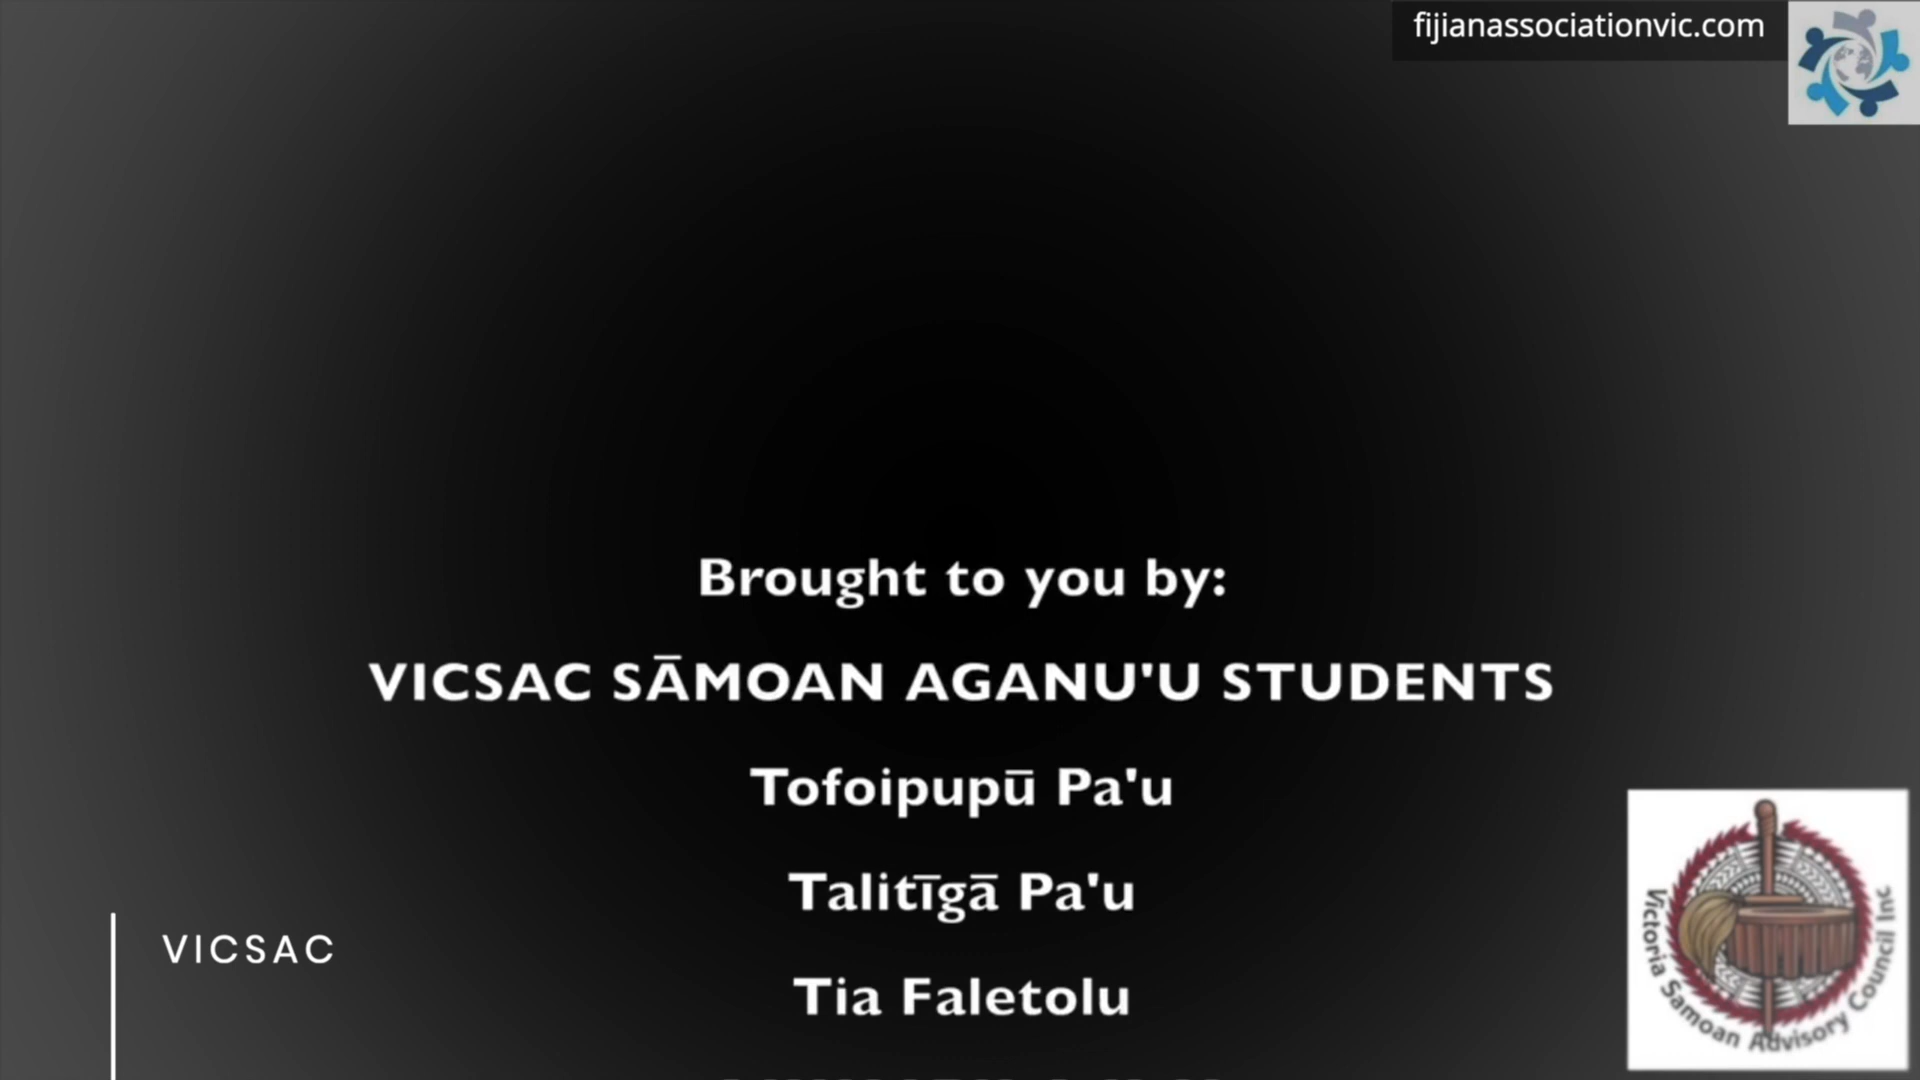 fijianassociationvic.com
Brought to you by:
VICSAC SĀMOAN AGANU'U STUDENTS
Tofoipupū Pa'u
Talitīgā Pa'u
Tia Faletolu
VICSAC
Victoria Samoan Advisory Council Inc